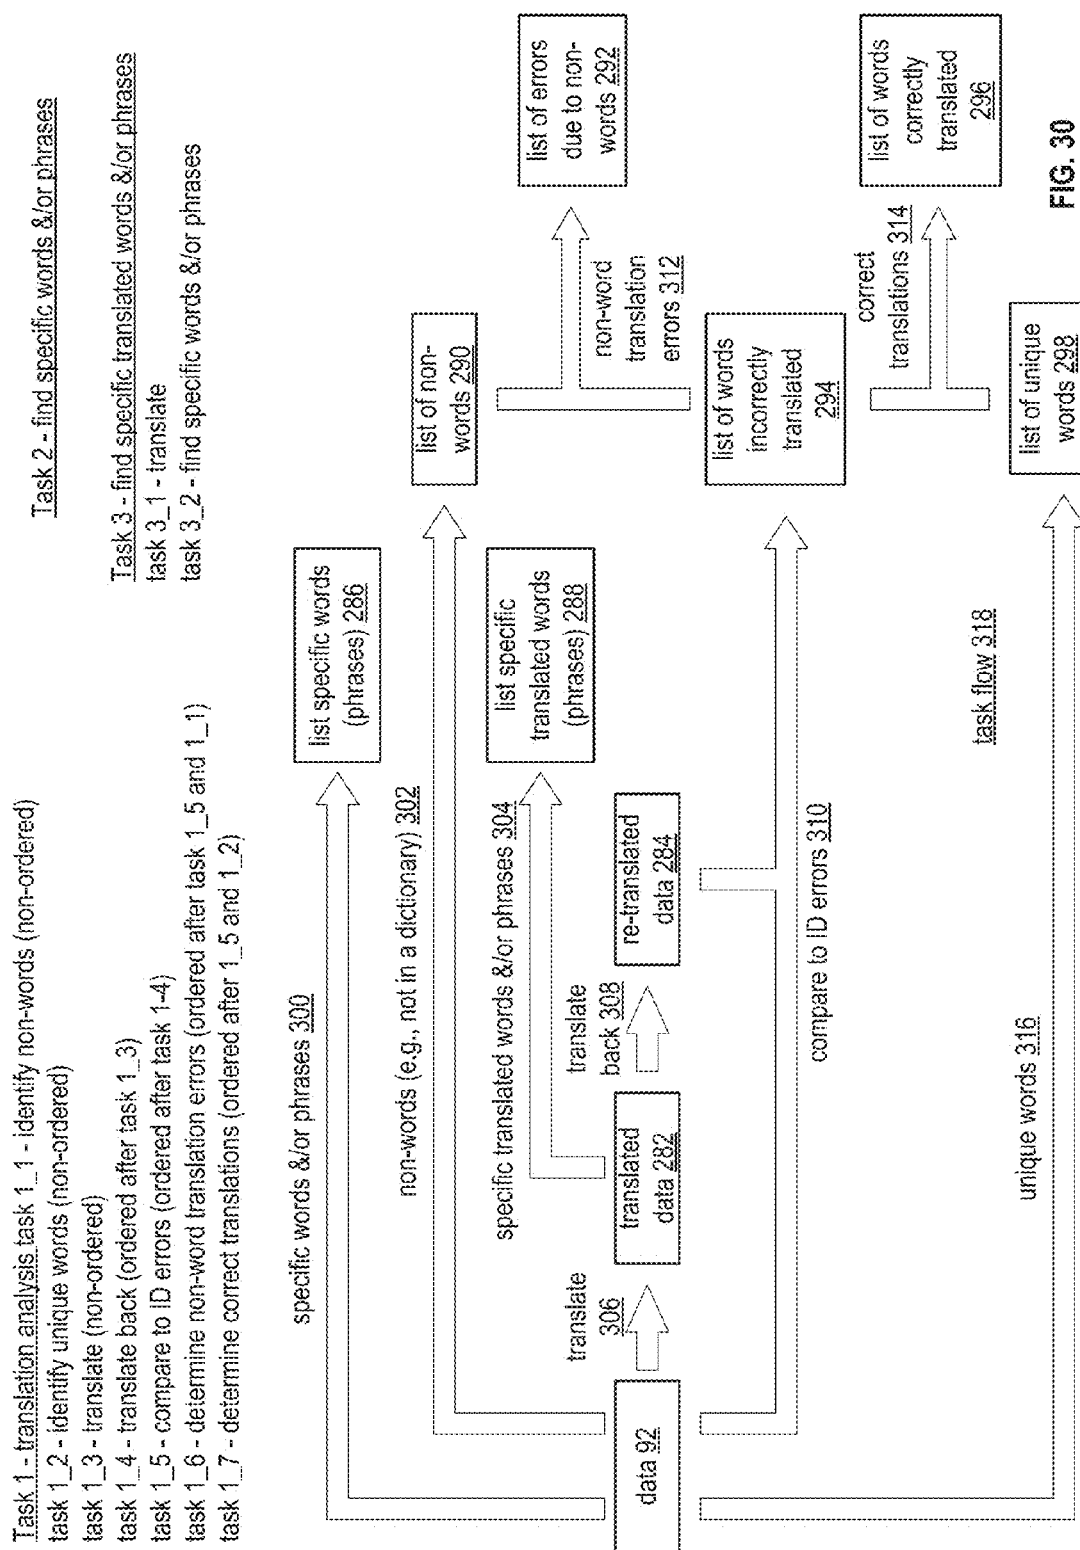 Task 1 - translation analysis task 1_1 - identify non-words (non-ordered)
task 1_2 - identify unique words (non-ordered)
task 1_3 - translate (non-ordered)
task 1_4 - translate back (ordered after task 1_3)
task 1_5 - compare to ID errors (ordered after task 1-4)
task 1_6 - determine non-word translation errors (ordered after task 1_5 and 1_1)
task 1_7 - determine correct translations (ordered after 1_5 and 1_2)
Task 2 - find specific words &/or phrases
Task 3 - find specific translated words &/or phrases
task 3_1 - translate
task 3_2 - find specific words &/or phrases
specific words &/or phrases 300
list specific words
(phrases) 286
non-words (e.g., not in a dictionary) 302
list of non-
words 290
list of errors
due to non-
words 292
specific translated words &/or phrases 304
list specific
translated words
(phrases) 288
non-word
translation
errors 312
data 92
translate
306
translated
data 282
translate
back 308
re-translated
data 284
list of words
incorrectly
translated
294
compare to ID errors 310
correct
translations 314
list of words
correctly
translated
296
task flow 318
unique words 316
list of unique
words 298
FIG. 30